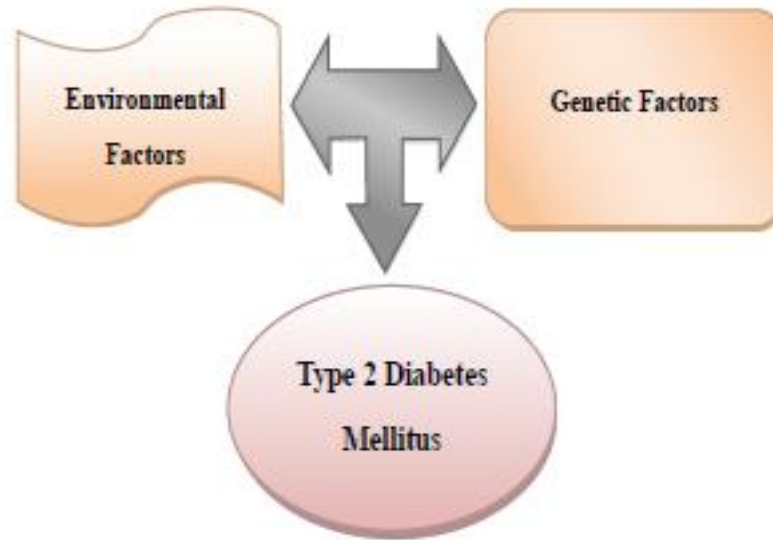 Environmental
Factors
Genetic Factors
Type 2 Diabetes
Mellitus